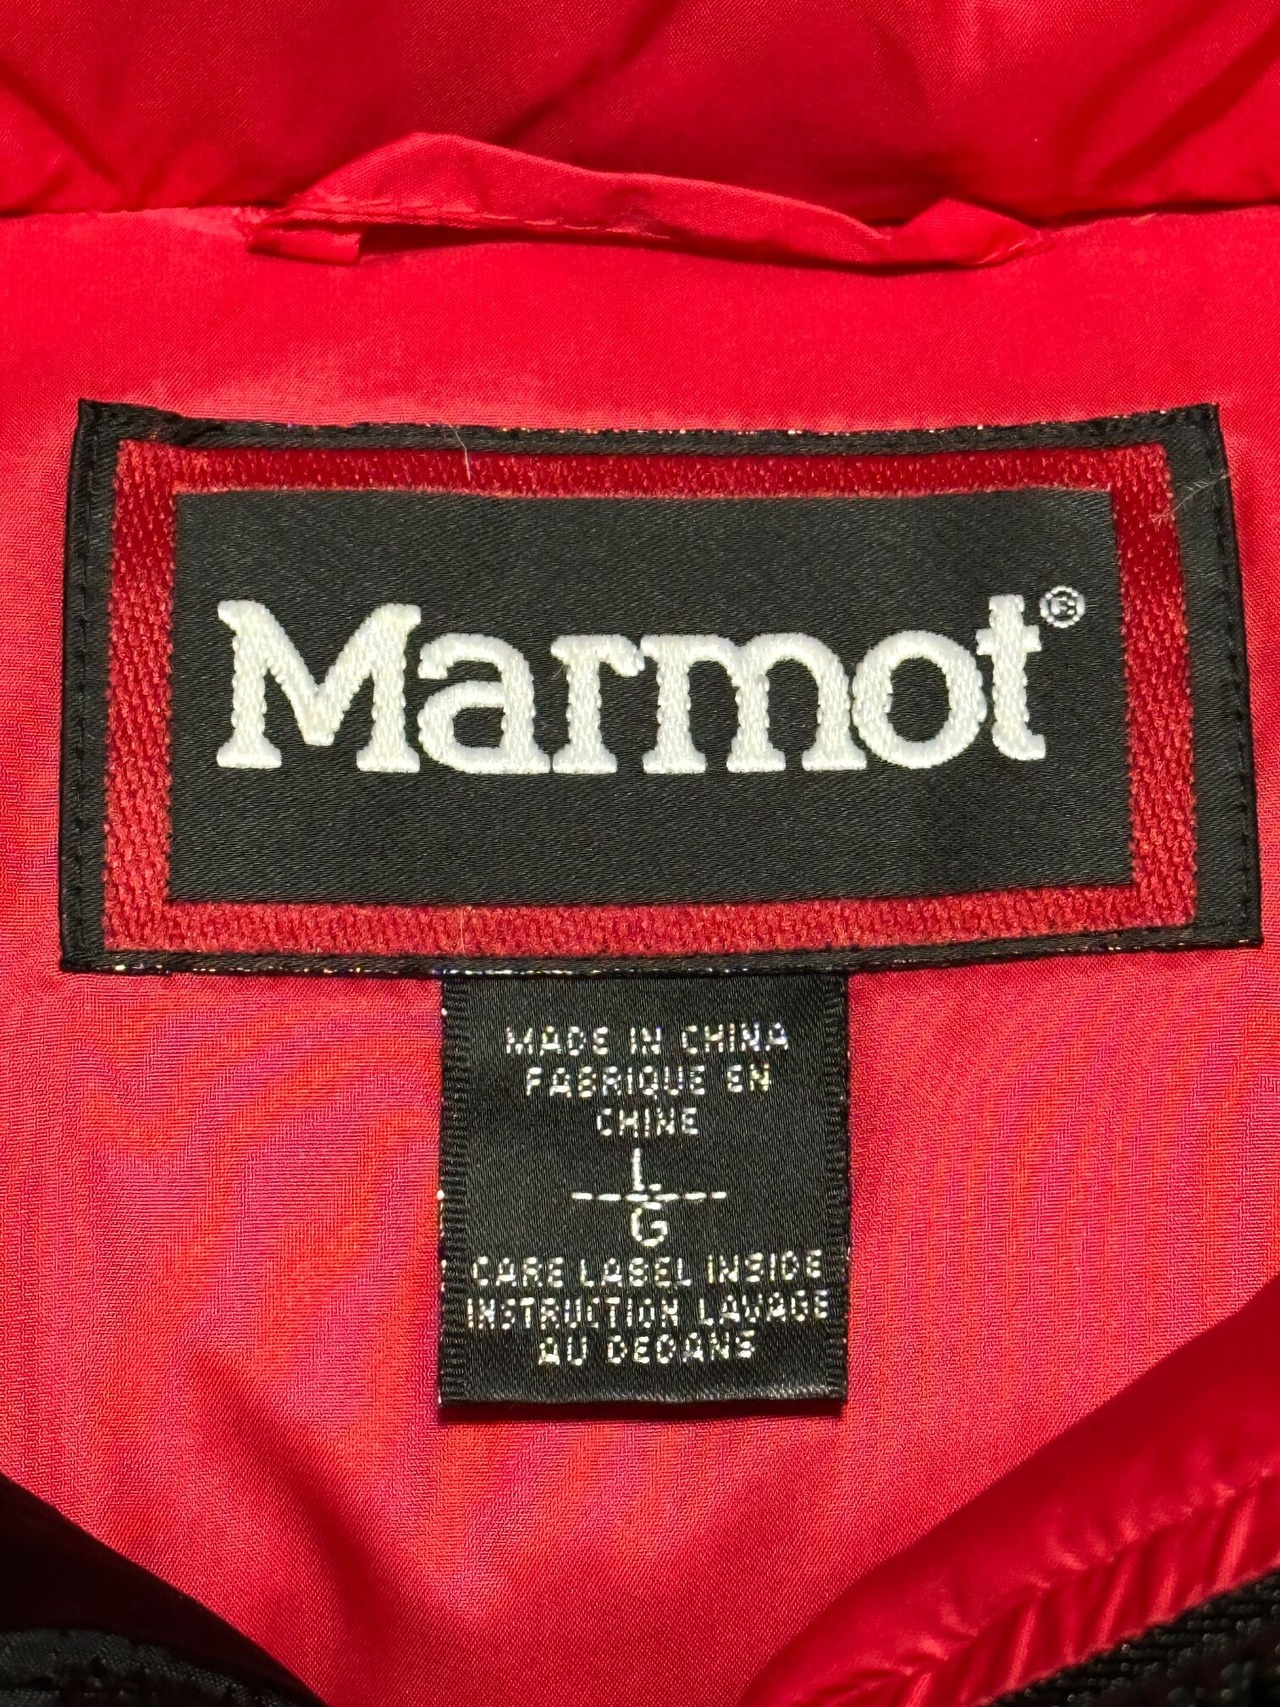 Marmot®
MADE IN CHINA
FABRIQUE EN
CHINE
L
G
CARE LABEL INSIDE
INSTRUCTION LAVAGE
AU DEDANS